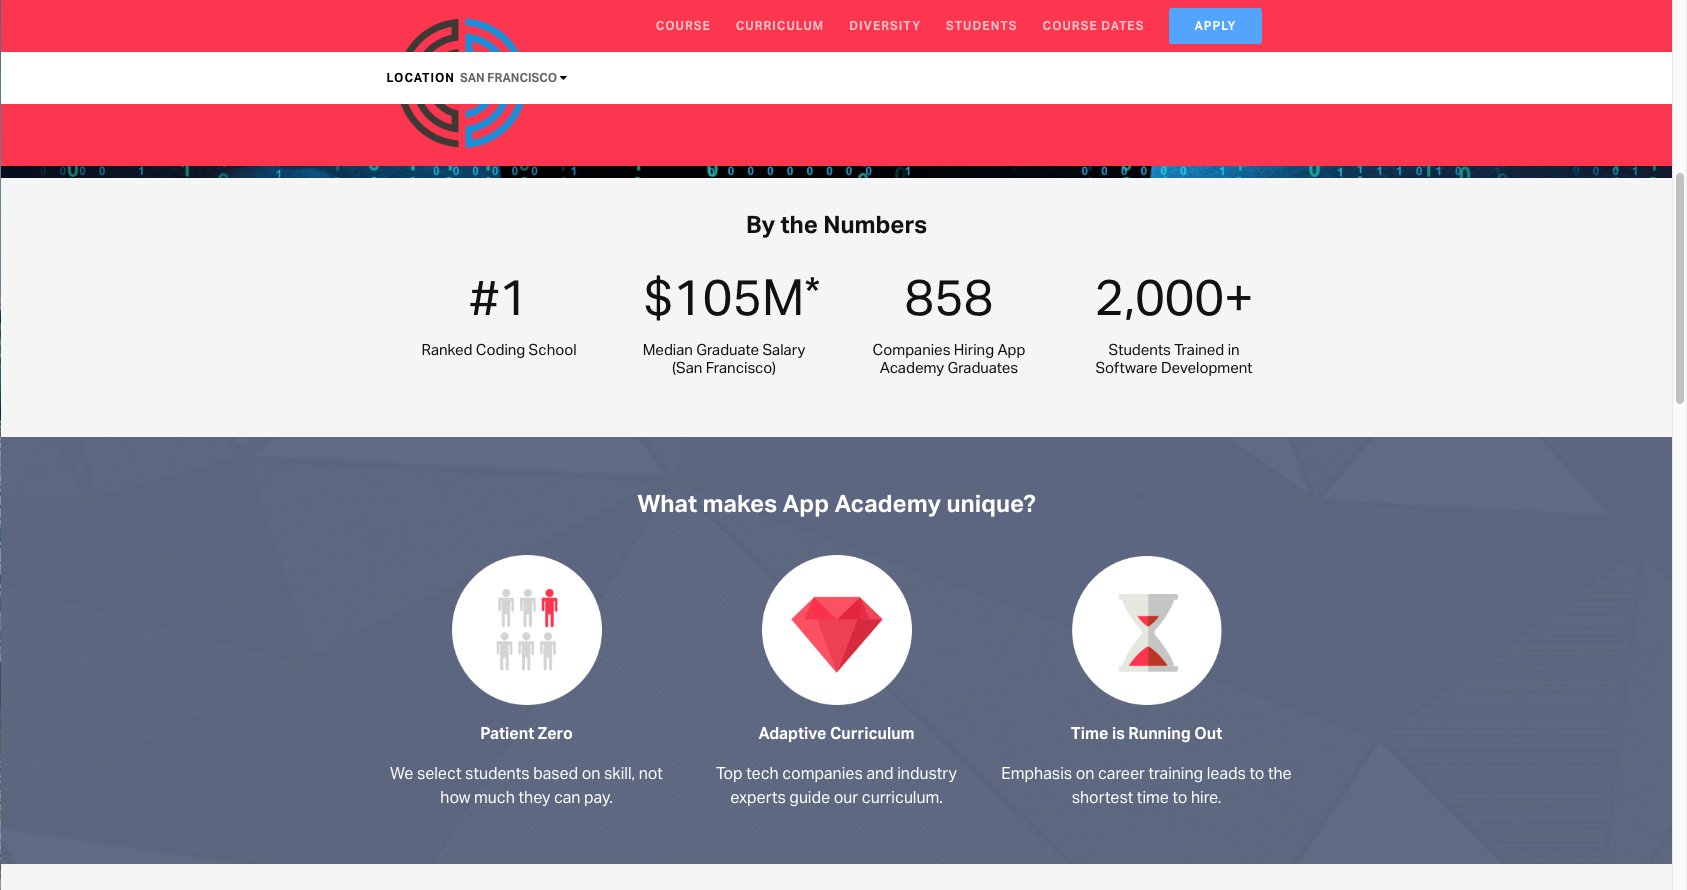 COURSE CURRICULUM DIVERSITY STUDENTS COURSE DATES APPLY
LOCATION SAN FRANCISCO
By the Numbers
#1
Ranked Coding School
$105M*
Median Graduate Salary
(San Francisco)
858
Companies Hiring App
Academy Graduates
2,000+
Students Trained in
Software Development
What makes App Academy unique?
Patient Zero
We select students based on skill, not
how much they can pay.
Adaptive Curriculum
Top tech companies and industry
experts guide our curriculum.
Time is Running Out
Emphasis on career training leads to the
shortest time to hire.